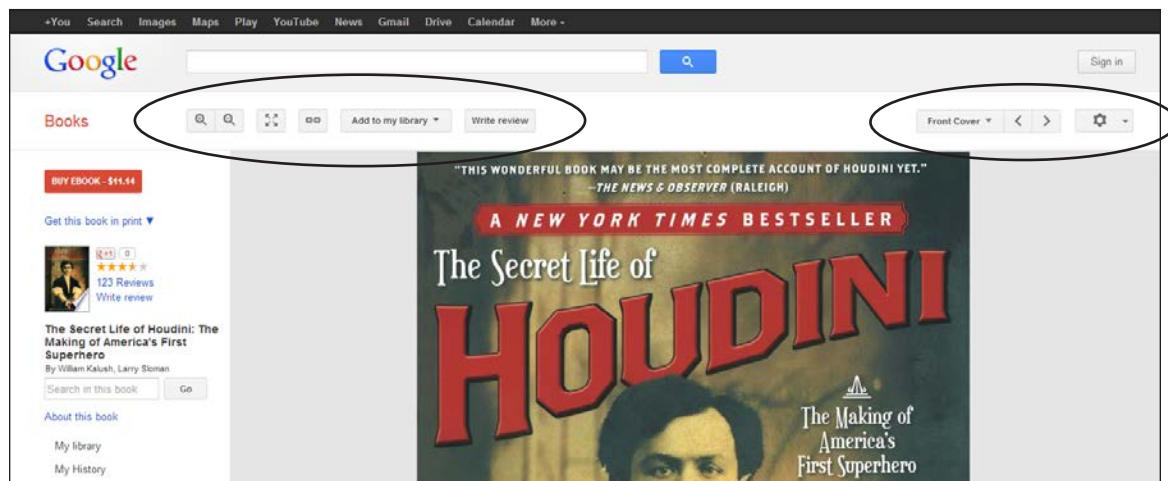 +You Search Images Maps Play YouTube News Gmail Drive Calendar More
Google
Sign in
Books
Add to my library
Write review
Front Cover
BUY EBOOK - $11.14
Get this book in print ▼
+1 0
123 Reviews
Write review
The Secret Life of Houdini: The
Making of America's First
Superhero
By William Kalush, Larry Sloman
Search in this book Go
About this book
My library
My History
"THIS WONDERFUL BOOK MAY BE THE MOST COMPLETE ACCOUNT OF HOUDINI YET."
—THE NEWS & OBSERVER (RALEIGH)
A NEW YORK TIMES BESTSELLER
The Secret Life of
HOUDINI
The Making of
America's
First Superhero